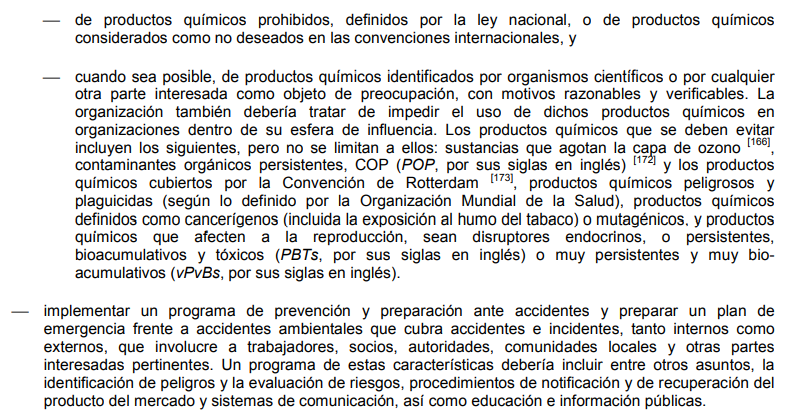 — de productos químicos prohibidos, definidos por la ley nacional, o de productos químicos
considerados como no deseados en las convenciones internacionales, y
— cuando sea posible, de productos químicos identificados por organismos científicos o por cualquier
otra parte interesada como objeto de preocupación, con motivos razonables y verificables. La
organización también debería tratar de impedir el uso de dichos productos químicos en
organizaciones dentro de su esfera de influencia. Los productos químicos que se deben evitar
incluyen los siguientes, pero no se limitan a ellos: sustancias que agotan la capa de ozono [166],
contaminantes orgánicos persistentes, COP (POP, por sus siglas en inglés) [172] y los productos
químicos cubiertos por la Convención de Rotterdam [173], productos químicos peligrosos y
plaguicidas (según lo definido por la Organización Mundial de la Salud), productos químicos
definidos como cancerígenos (incluida la exposición al humo del tabaco) o mutagénicos, y productos
químicos que afecten a la reproducción, sean disruptores endocrinos, o persistentes,
bioacumulativos y tóxicos (PBTs, por sus siglas en inglés) o muy persistentes y muy bio-
acumulativos (vPvBs, por sus siglas en inglés).
— implementar un programa de prevención y preparación ante accidentes y preparar un plan de
emergencia frente a accidentes ambientales que cubra accidentes e incidentes, tanto internos como
externos, que involucre a trabajadores, socios, autoridades, comunidades locales y otras partes
interesadas pertinentes. Un programa de estas características debería incluir entre otros asuntos, la
identificación de peligros y la evaluación de riesgos, procedimientos de notificación y de recuperación del
producto del mercado y sistemas de comunicación, así como educación e información públicas.